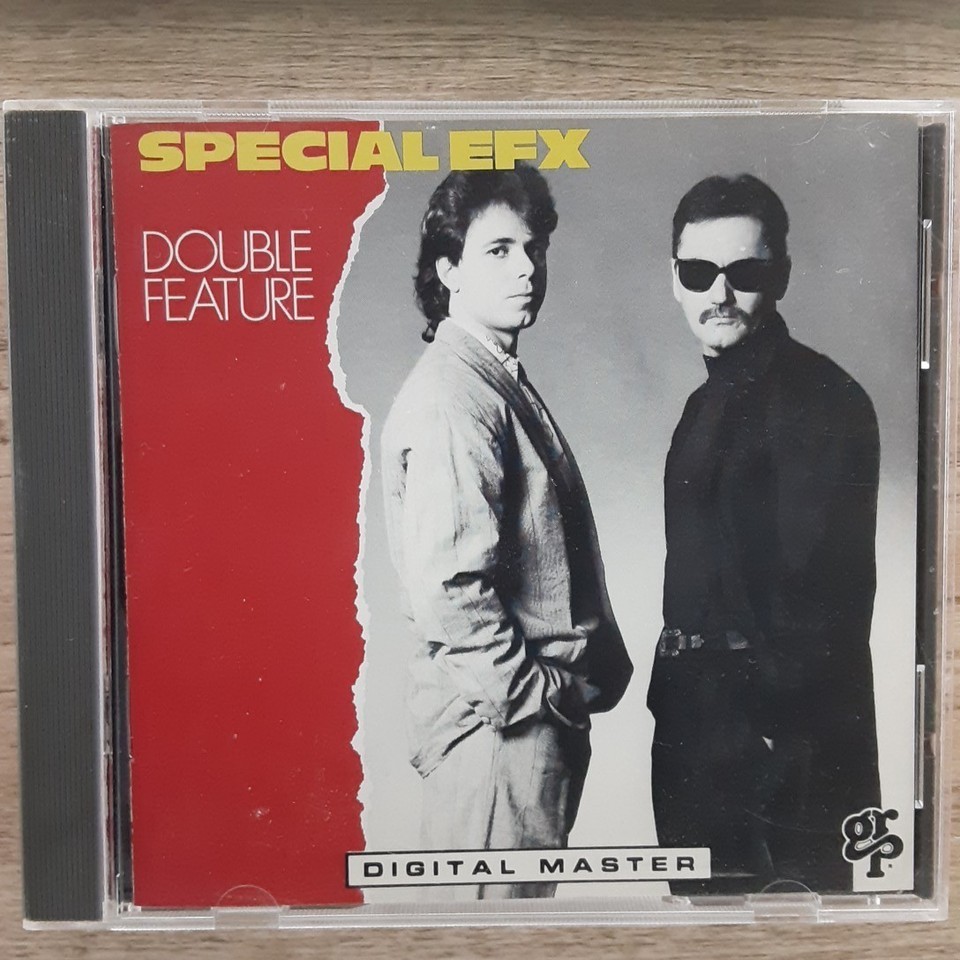 SPECIAL EFX
DOUBLE
FEATURE
DIGITAL MASTER
grp